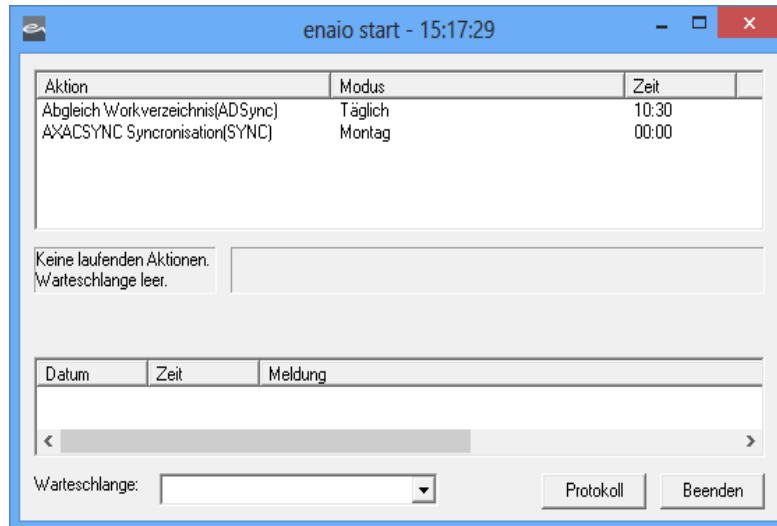 enaio start - 15:17:29
Aktion Modus Zeit
Abgleich Workverzeichnis(ADSync) Täglich 10:30
AXACSYNC Syncronisation(SYNC) Montag 00:00
Keine laufenden Aktionen.
Warteschlange leer.
Datum Zeit Meldung
Warteschlange:
Protokoll Beenden